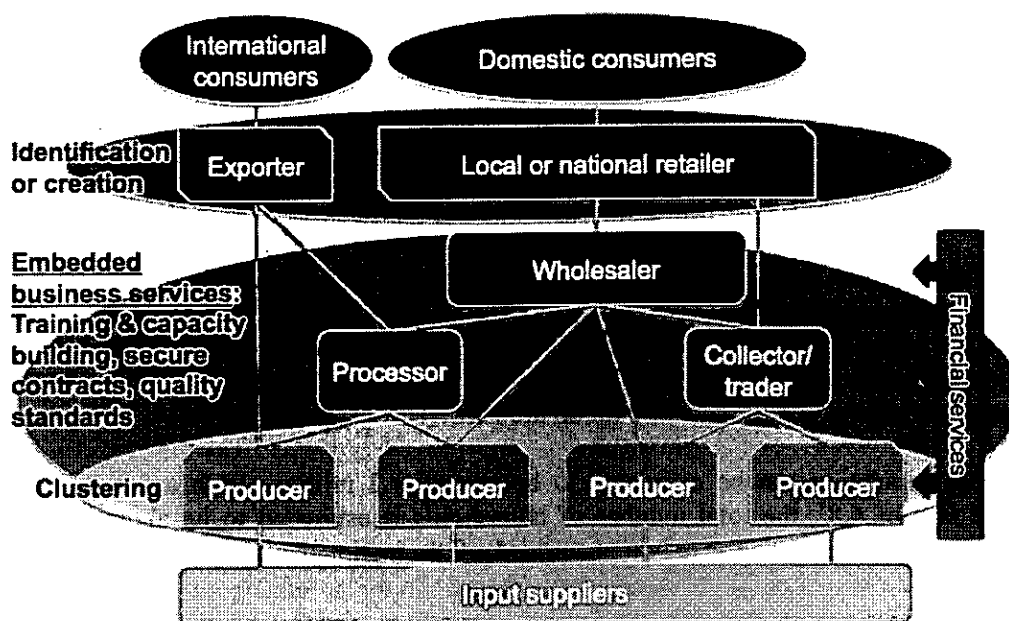 International
consumers
Domestic consumers
Identification
or creation
Exporter
Local or national retailer
Embedded
business services:
Training & capacity
building, secure
contracts, quality
standards
Wholesaler
Processor
Collector/
trader
Financial services
Clustering
Producer
Producer
Producer
Producer
Input suppliers